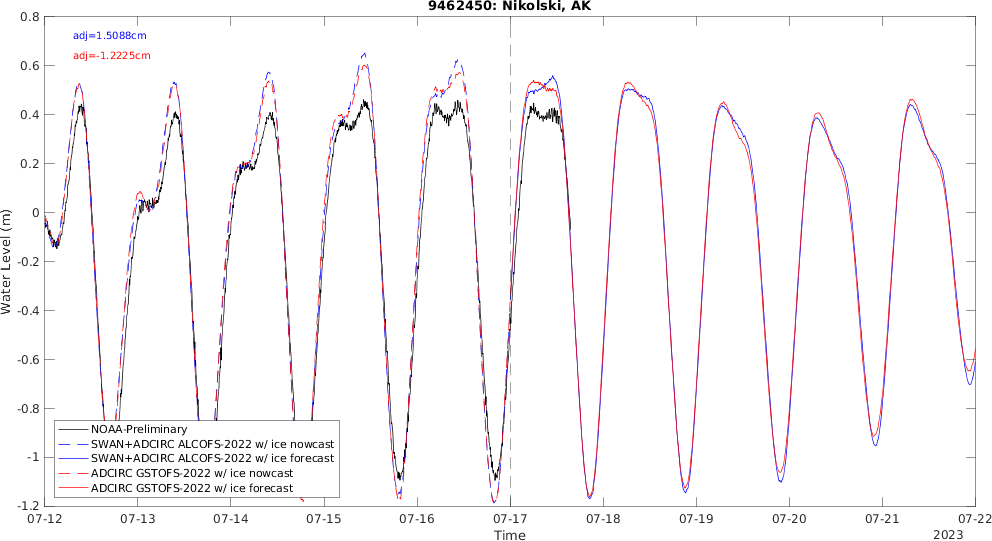 9462450: Nikolski, AK
adj=1.5088cm
adj=-1.2225cm
0.8
0.6
0.4
0.2
0
-0.2
-0.4
-0.6
-0.8
-1
-1.2
Water Level (m)
NOAA-Preliminary
SWAN+ADCIRC ALCOFS-2022 w/ ice nowcast
SWAN+ADCIRC ALCOFS-2022 w/ ice forecast
ADCIRC GSTOFS-2022 w/ ice nowcast
ADCIRC GSTOFS-2022 w/ ice forecast
07-12 07-13 07-14 07-15 07-16 07-17 07-18 07-19 07-20 07-21 07-22
Time
2023